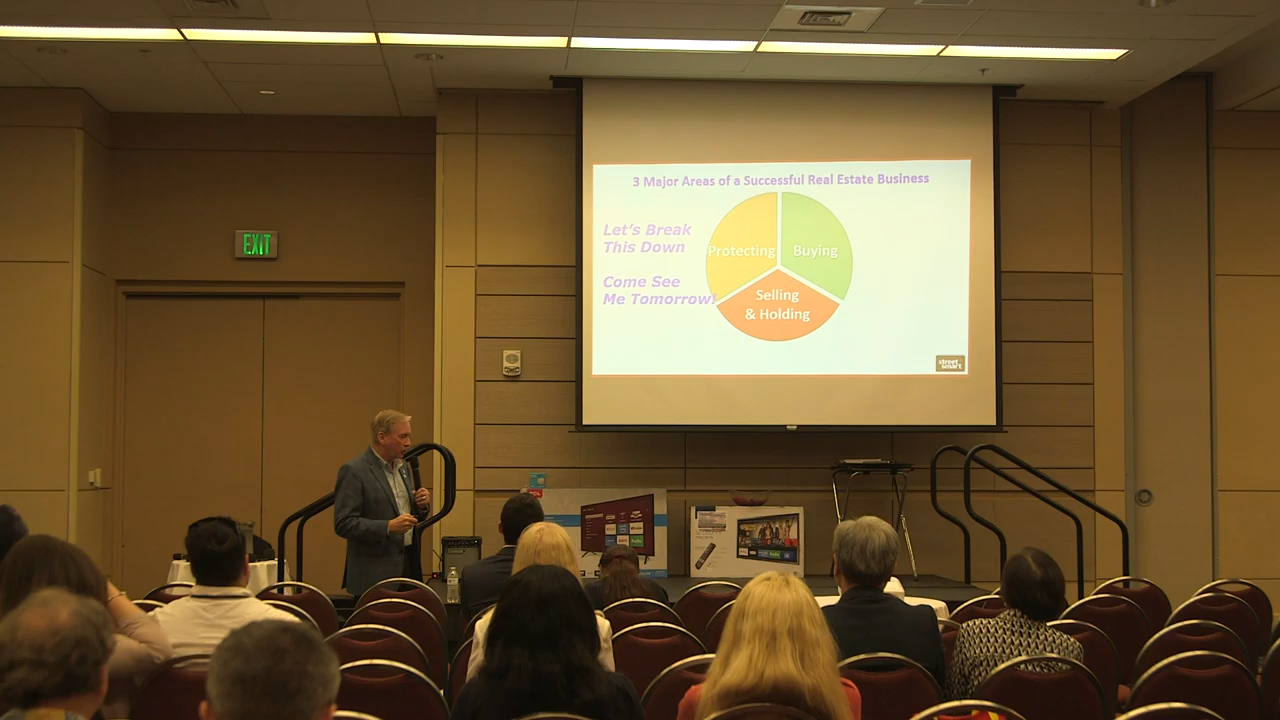 3 Major Areas of a Successful Real Estate Business
Let's Break
This Down
Come See
Me Tomorrow!
Protecting
Buying
Selling
& Holding
street
smart
EXIT